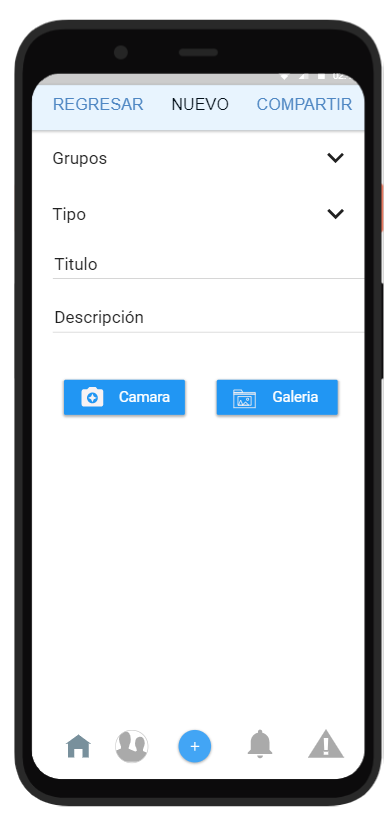 REGRESAR NUEVO COMPARTIR
Grupos
Tipo
Titulo
Descripción
Camara Galeria